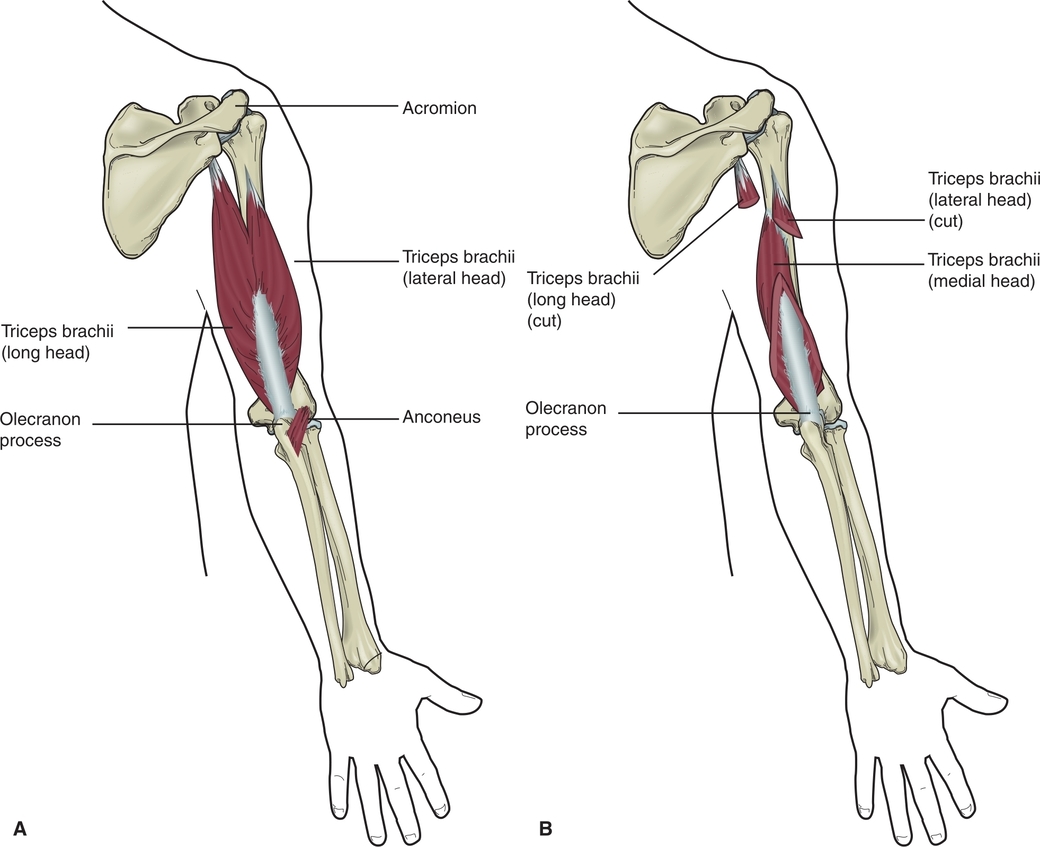 Acromion
Triceps brachii
(lateral head)
Triceps brachii
(long head)
Olecranon
process
Anconeus
A
Triceps brachii
(lateral head)
(cut)
Triceps brachii
(medial head)
Triceps brachii
(long head)
(cut)
Olecranon
process
B